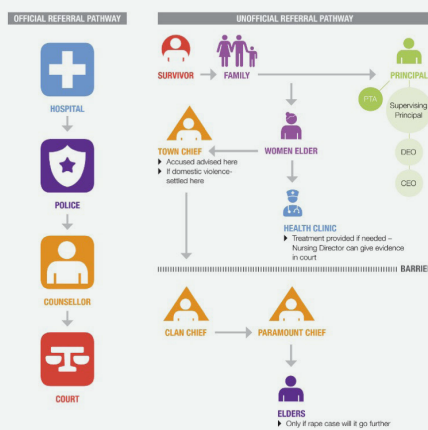 OFFICIAL REFERRAL PATHWAY
HOSPITAL
POLICE
COUNSELLOR
COURT
UNOFFICIAL REFERRAL PATHWAY
SURVIVOR
FAMILY
PRINCIPAL
PTA
Supervising
Principal
DEO
CEO
WOMEN ELDER
TOWN CHIEF
▶ Accused advised here
▶ If domestic violence-
settled here
HEALTH CLINIC
▶ Treatment provided if needed –
Nursing Director can give evidence
in court
BARRIER
CLAN CHIEF
PARAMOUNT CHIEF
ELDERS
▶ Only if rape case will it go further